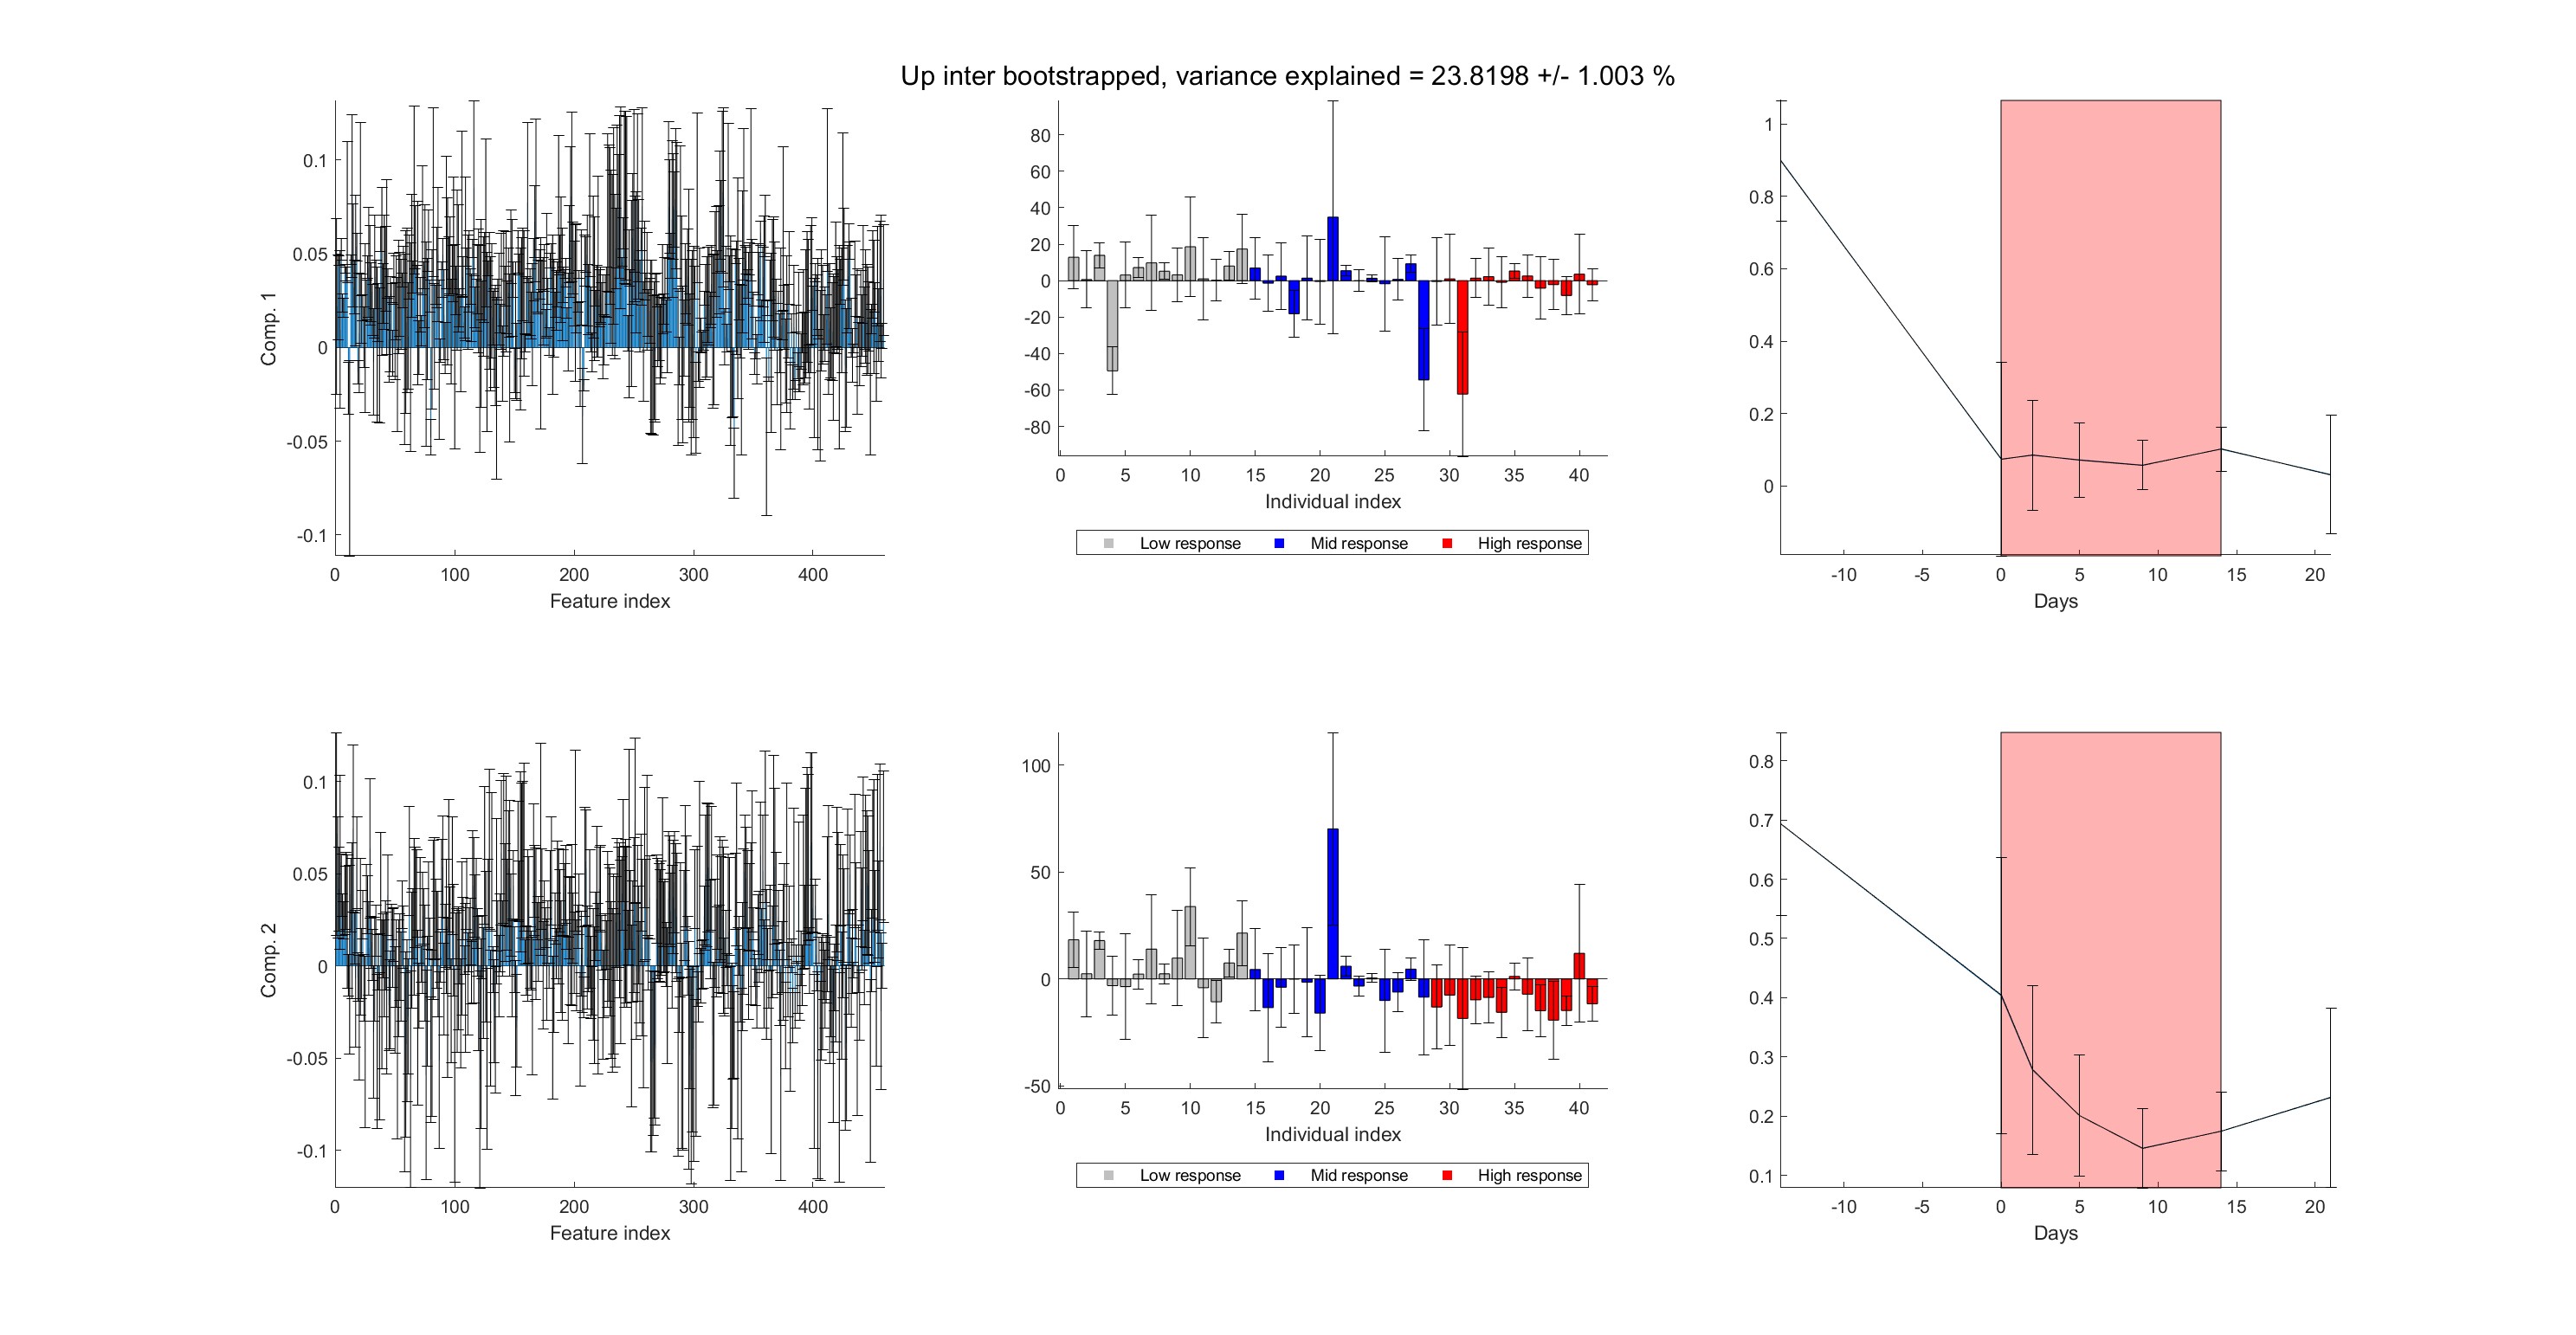 Up inter bootstrapped, variance explained = 23.8198 +/- 1.003 %
Comp. 1
0.1
0.05
0
-0.05
-0.1
0 100 200 300 400
Feature index
80
60
40
20
0
-20
-40
-60
-80
0 5 10 15 20 25 30 35 40
Individual index
Low response Mid response High response
1
0.8
0.6
0.4
0.2
0
-10 -5 0 5 10 15 20
Days
Comp. 2
0.1
0.05
0
-0.05
-0.1
0 100 200 300 400
Feature index
100
50
0
-50
0 5 10 15 20 25 30 35 40
Individual index
Low response Mid response High response
0.8
0.7
0.6
0.5
0.4
0.3
0.2
0.1
-10 -5 0 5 10 15 20
Days